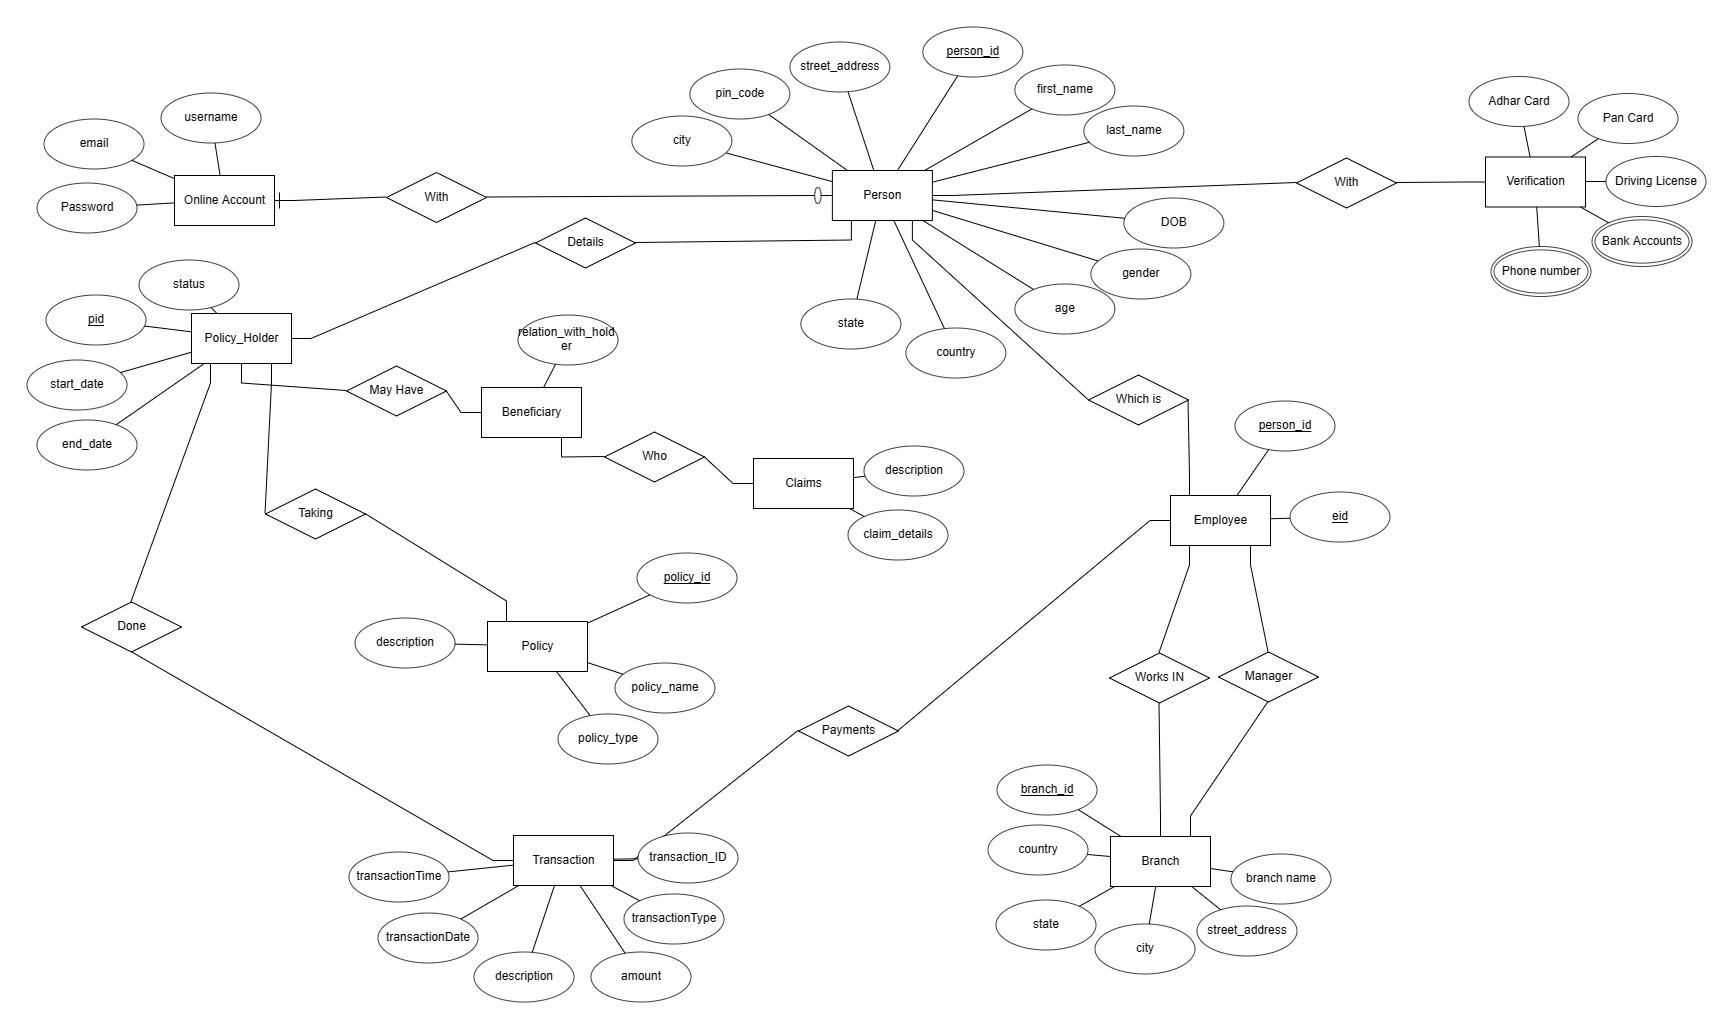 person_id
street_address
first_name
pin_code
Adhar Card
Pan Card
username
last_name
email
city
Driving License
Verification
With
Person
With
Online Account
Password
DOB
Bank Accounts
Details
Phone number
gender
status
age
state
pid
country
Policy_Holder
relation_with_hold
er
start_date
May Have
Beneficiary
Which is
person_id
end_date
Who
description
Claims
Taking
eid
Employee
claim_details
policy_id
Done
description
Policy
Works IN
Manager
policy_name
Payments
policy_type
branch_id
country
transaction_ID
Transaction
Branch
transactionTime
branch name
transactionType
state
street_address
transactionDate
city
description
amount